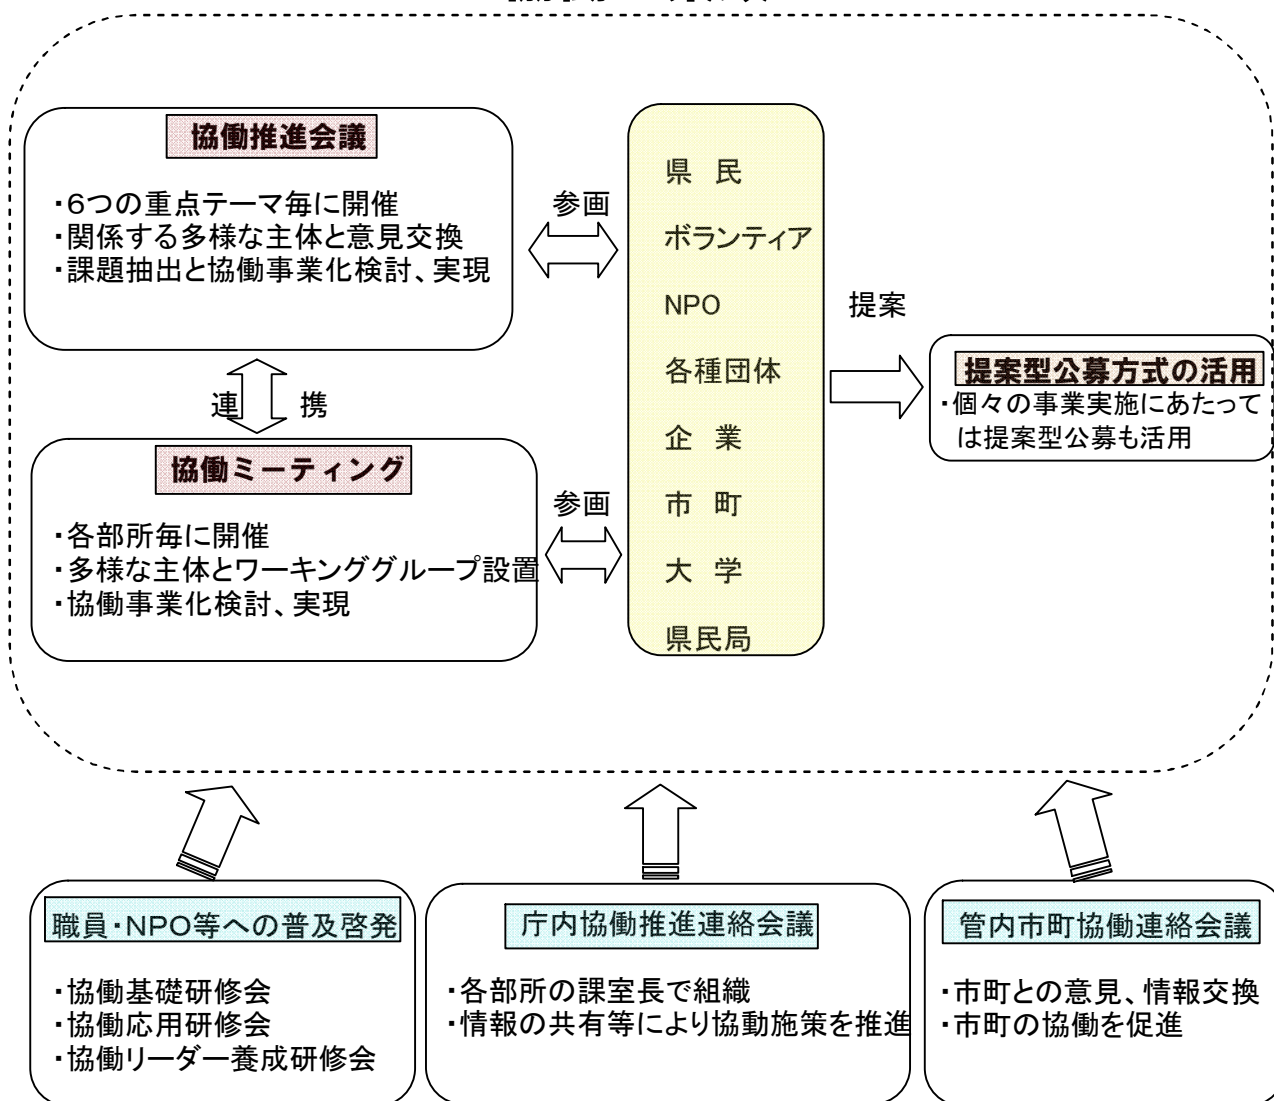 協働推進会議
・6つの重点テーマ毎に開催
・関係する多様な主体と意見交換
・課題抽出と協働事業化検討、実現
参画
連　携
協働ミーティング
・各部所毎に開催
・多様な主体とワーキンググループ設置
・協働事業化検討、実現
参画
県　民
ボランティア
NPO
各種団体
企　業
市　町
大　学
県民局
提案
提案型公募方式の活用
・個々の事業実施にあたって
は提案型公募も活用
職員・NPO等への普及啓発
・協働基礎研修会
・協働応用研修会
・協働リーダー養成研修会
庁内協働推進連絡会議
・各部所の課室長で組織
・情報の共有等により協動施策を推進
管内市町協働連絡会議
・市町との意見、情報交換
・市町の協働を促進